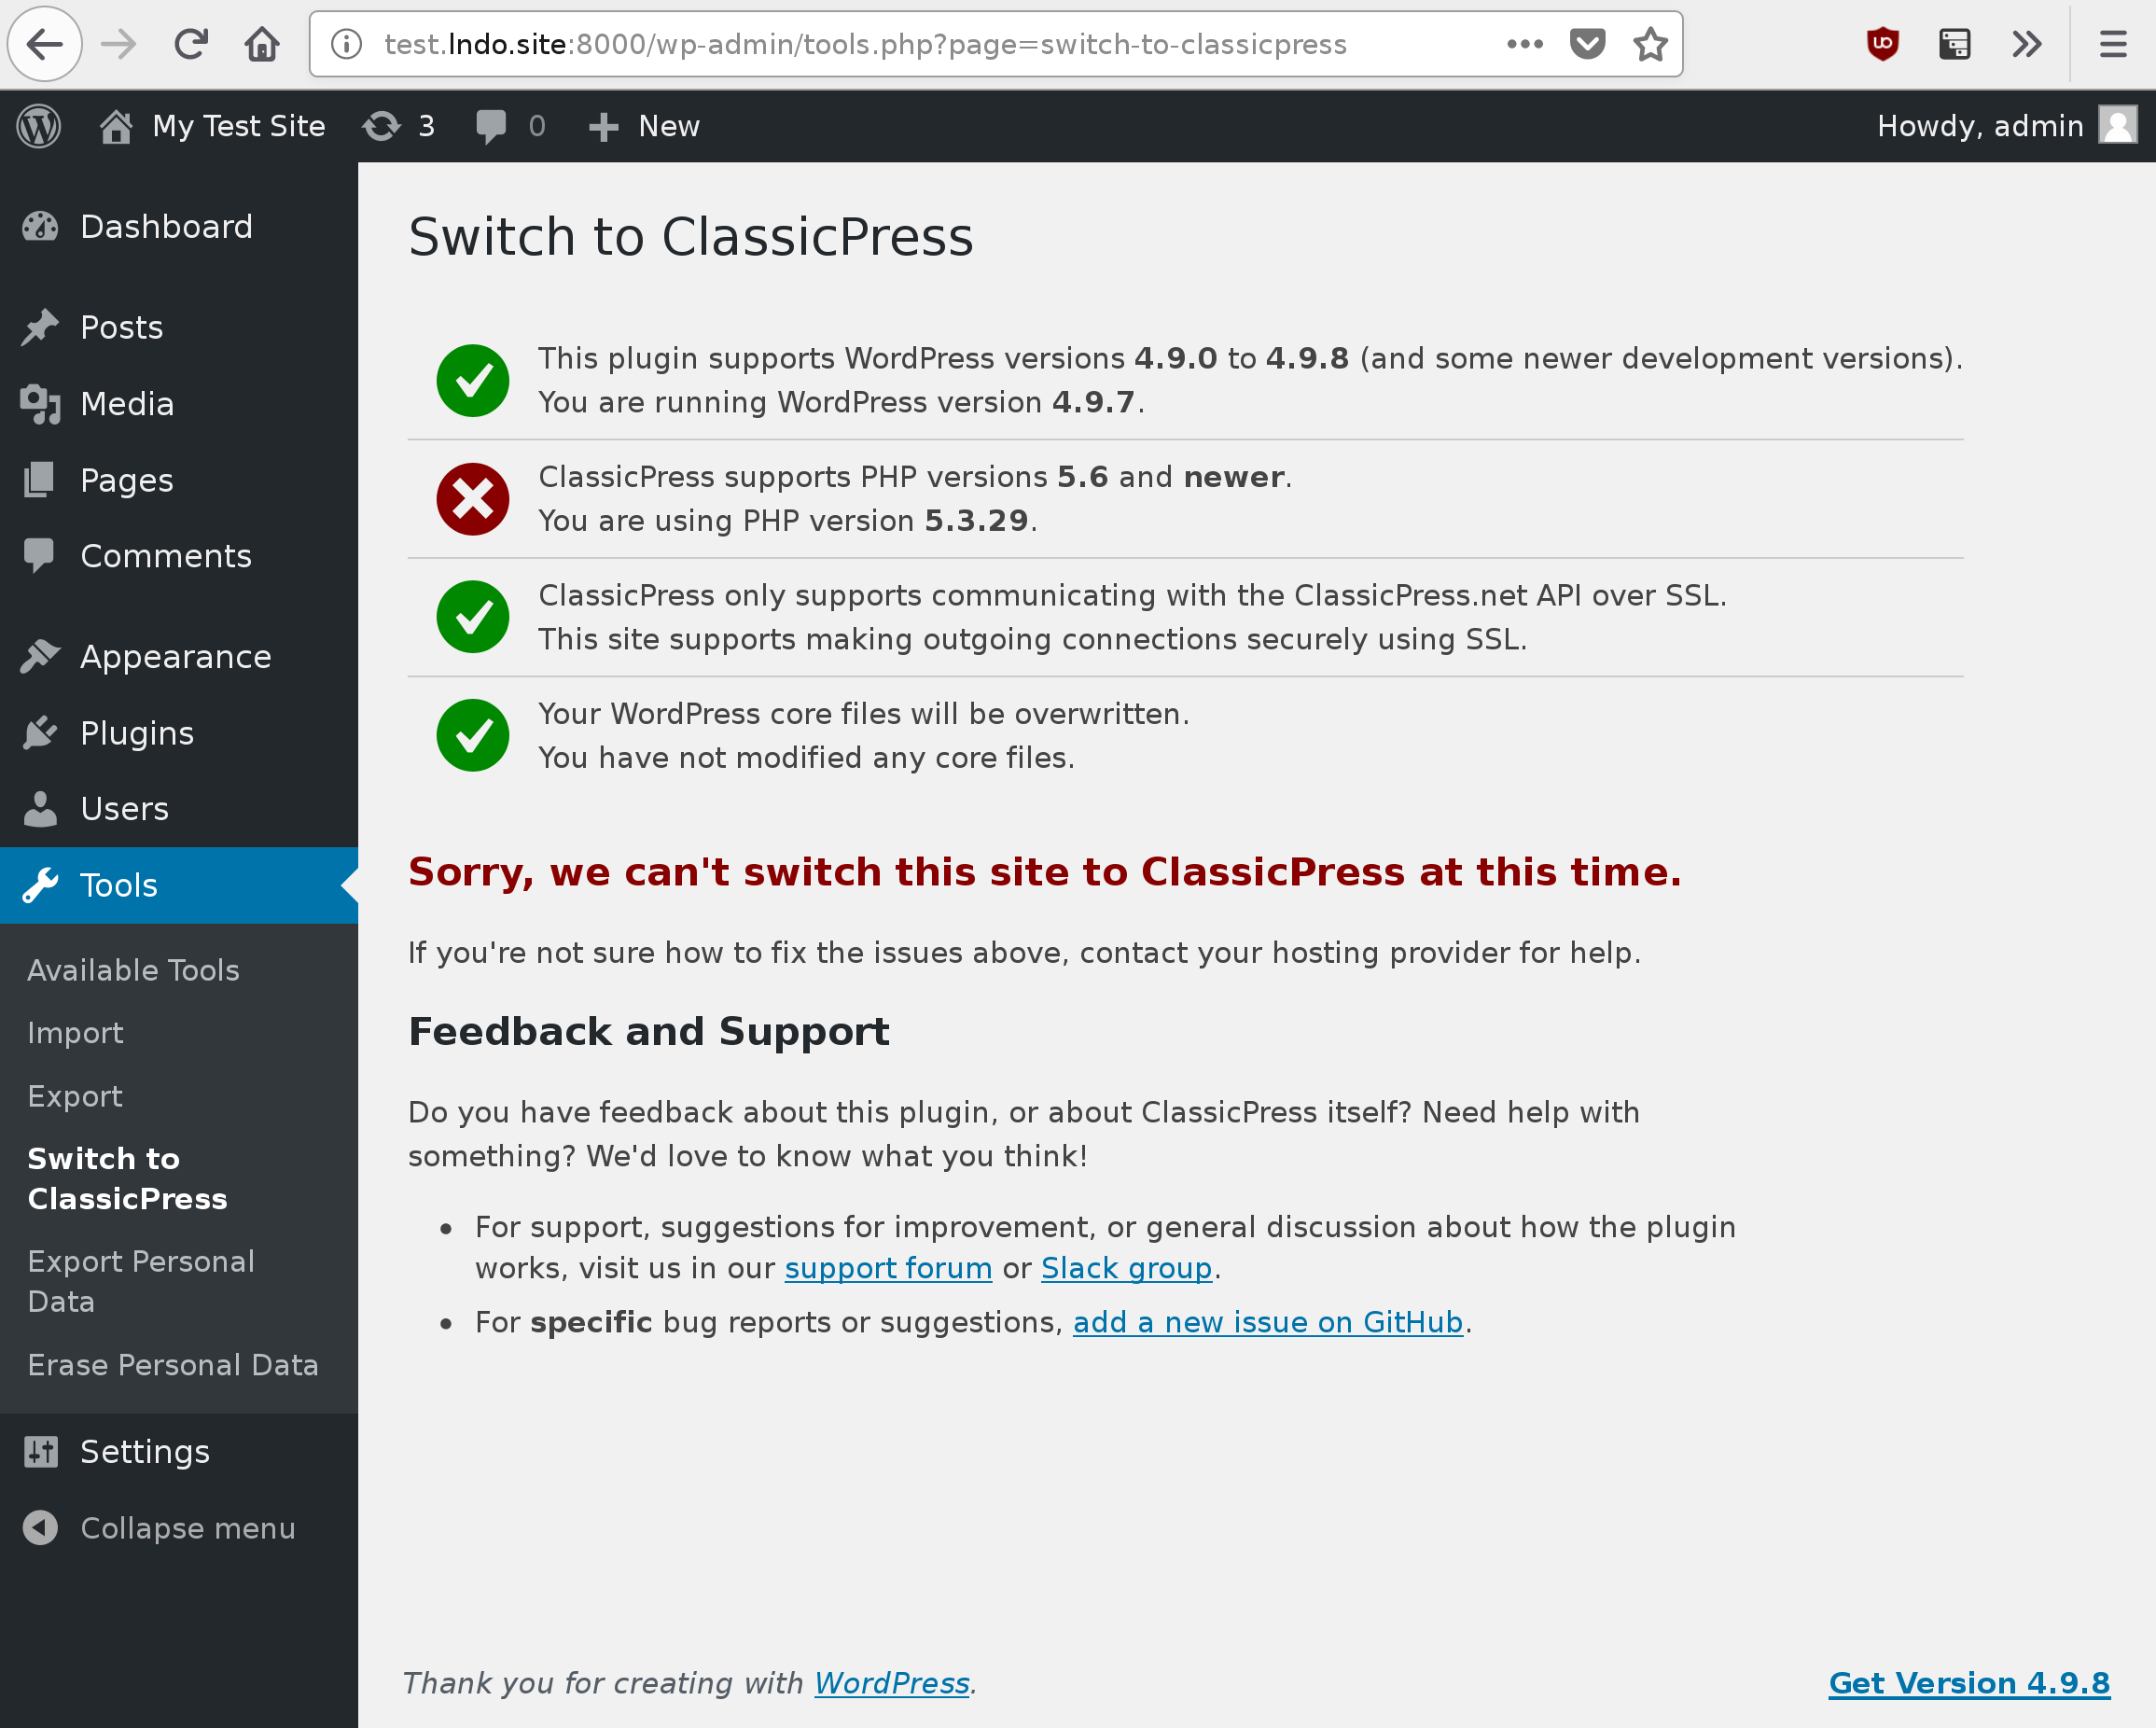 test.lndo.site:8000/wp-admin/tools.php?page=switch-to-classicpress
My Test Site 3 0 New Howdy, admin
Dashboard
Posts
Media
Pages
Comments
Appearance
Plugins
Users
Tools
Available Tools
Import
Export
Switch to
ClassicPress
Export Personal
Data
Erase Personal Data
Settings
Collapse menu
Switch to ClassicPress
This plugin supports WordPress versions 4.9.0 to 4.9.8 (and some newer development versions).
You are running WordPress version 4.9.7.
ClassicPress supports PHP versions 5.6 and newer.
You are using PHP version 5.3.29.
ClassicPress only supports communicating with the ClassicPress.net API over SSL.
This site supports making outgoing connections securely using SSL.
Your WordPress core files will be overwritten.
You have not modified any core files.
Sorry, we can't switch this site to ClassicPress at this time.
If you're not sure how to fix the issues above, contact your hosting provider for help.
Feedback and Support
Do you have feedback about this plugin, or about ClassicPress itself? Need help with
something? We'd love to know what you think!
• For support, suggestions for improvement, or general discussion about how the plugin
works, visit us in our support forum or Slack group.
• For specific bug reports or suggestions, add a new issue on GitHub.
Thank you for creating with WordPress.
Get Version 4.9.8